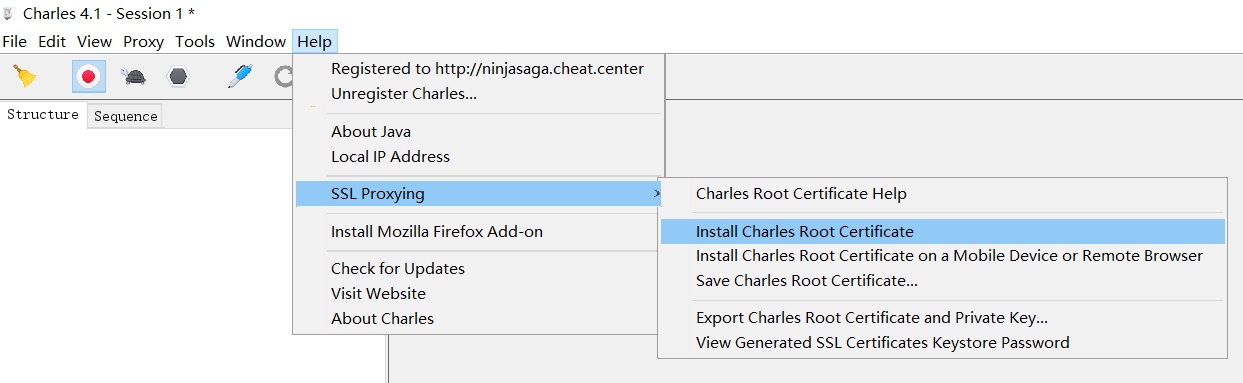 Charles 4.1 - Session 1 *
File Edit View Proxy Tools Window Help
Registered to http://ninjasaga.cheat.center
Unregister Charles...
Structure Sequence
About Java
Local IP Address
SSL Proxying
Charles Root Certificate Help
Install Charles Root Certificate
Install Mozilla Firefox Add-on
Install Charles Root Certificate on a Mobile Device or Remote Browser
Check for Updates
Save Charles Root Certificate...
Visit Website
About Charles
Export Charles Root Certificate and Private Key...
View Generated SSL Certificates Keystore Password